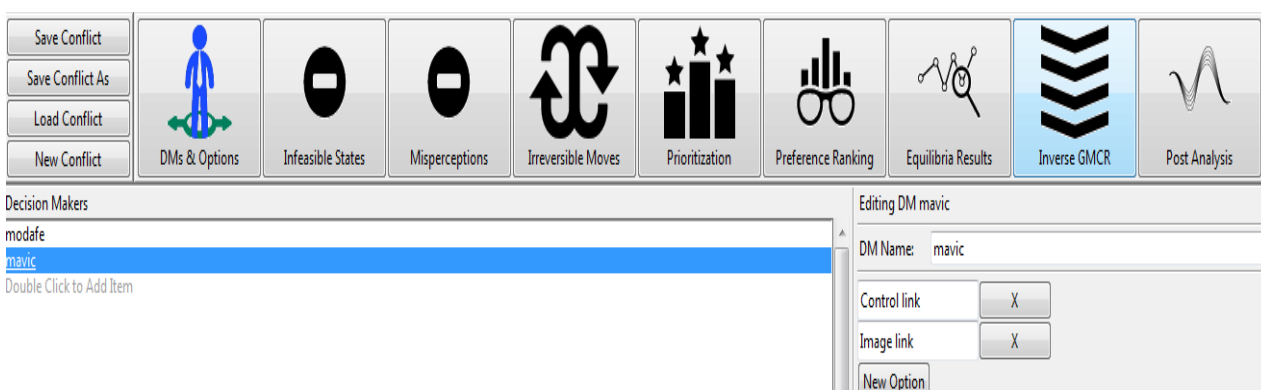 Save Conflict
Save Conflict As
Load Conflict
New Conflict
DMs & Options
Infeasible States
Misperceptions
Irreversible Moves
Prioritization
Preference Ranking
Equilibria Results
Inverse GMCR
Post Analysis
Decision Makers
modafe
mavic
Double Click to Add Item
Editing DM mavic
DM Name: mavic
Control link X
Image link X
New Option